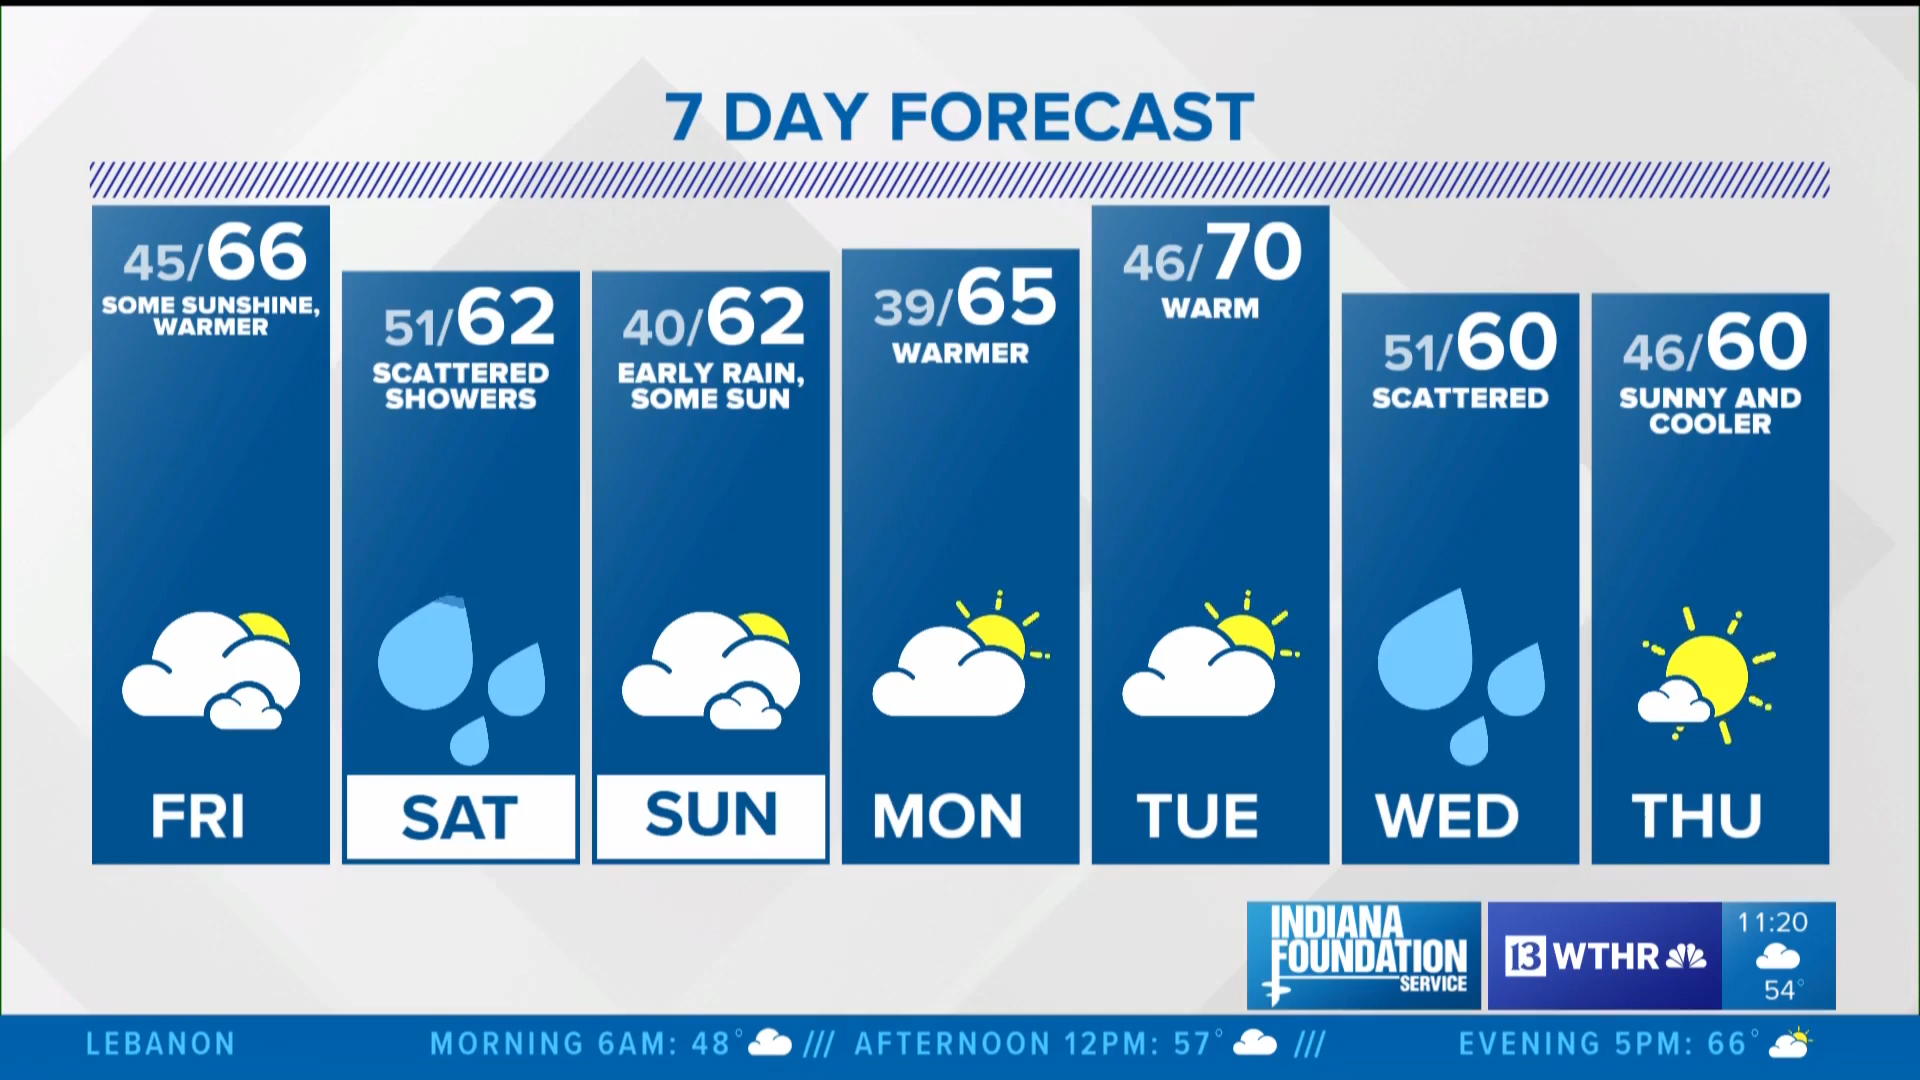 7 DAY FORECAST
45/66
SOME SUNSHINE,
WARMER
FRI
51/62
SCATTERED
SHOWERS
SAT
40/62
EARLY RAIN,
SOME SUN
SUN
39/65
WARMER
MON
46/70
WARM
TUE
51/60
SCATTERED
WED
46/60
SUNNY AND
COOLER
THU
INDIANA
FOUNDATION
SERVICE
13 WTHR
11:20
54°
LEBANON MORNING 6AM: 48° /// AFTERNOON 12PM: 57° /// EVENING 5PM: 66°